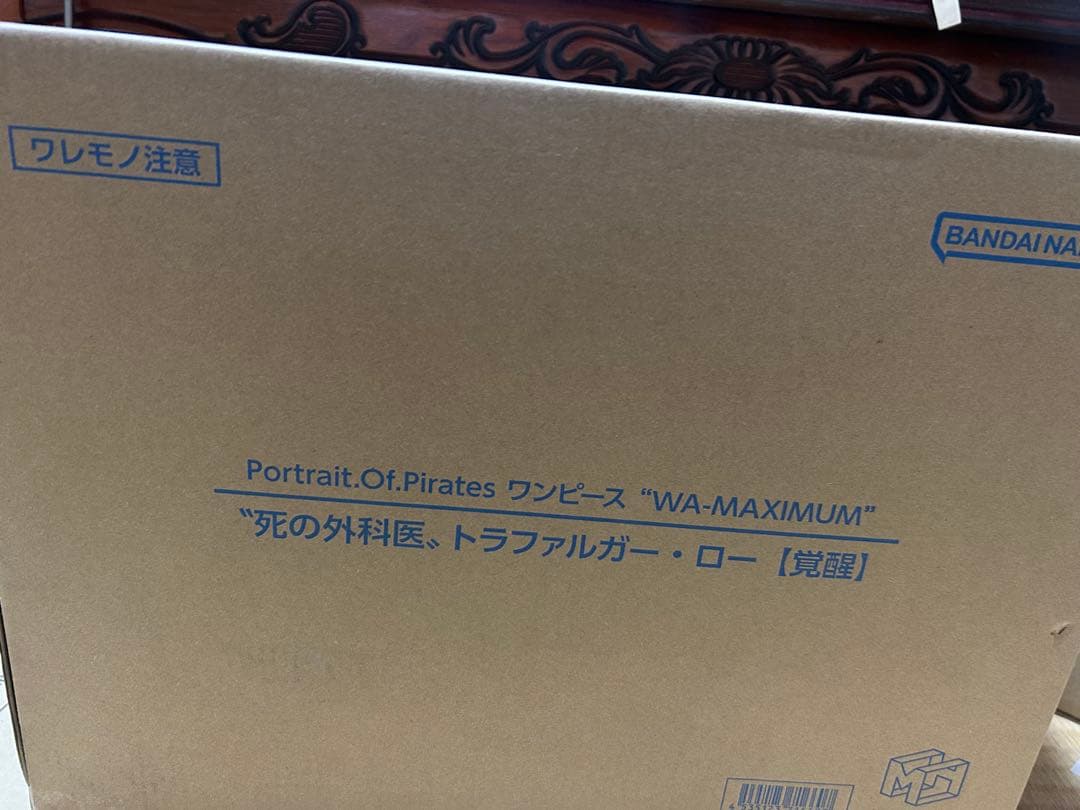 ワレモノ注意
BANDAI NA
Portrait.Of.Pirates ワンピース “WA-MAXIMUM”
〝死の外科医〟トラファルガー・ロー【覚醒】